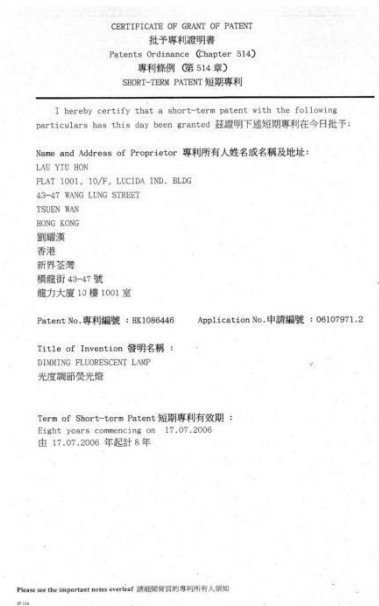 CERTIFICATE OF GRANT OF PATENT
批予專利證明書
Patents Ordinance (Chapter 514)
專利條例 (第 514 章)
SHORT-TERM PATENT 短期專利
I hereby certify that a short-term patent with the following
particulars has this day been granted 茲證明下述短期專利在今日批予:
Name and Address of Proprietor 專利所有人姓名或名稱及地址:
LAU YIU HON
FLAT 1001, 10/F, LUCIDA IND. BLDG
43-47 WANG LUNG STREET
TSUEN WAN
HONG KONG
劉耀漢
香港
新界荃灣
橫龍街 43-47 號
龍力大廈 10 樓 1001 室
Patent No.專利編號 : HK1086446 Application No.申請編號 : 06107971.2
Title of Invention 發明名稱 :
DIMMING FLUORESCENT LAMP
光度調節熒光燈
Term of Short-term Patent 短期專利有效期 :
Eight years commencing on 17.07.2006
由 17.07.2006 年起計 8 年
Please see the important notes overleaf 請細閱背頁的專利所有人須知